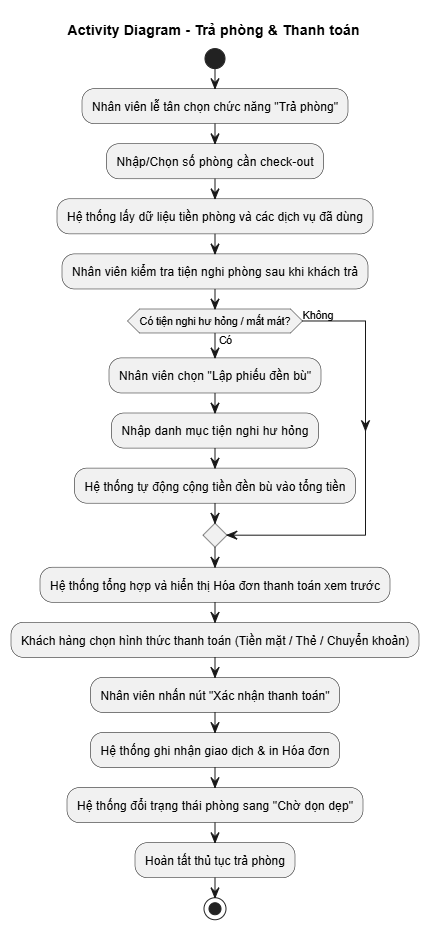 Activity Diagram - Trả phòng & Thanh toán
Nhân viên lễ tân chọn chức năng "Trả phòng"
Nhập/Chọn số phòng cần check-out
Hệ thống lấy dữ liệu tiền phòng và các dịch vụ đã dùng
Nhân viên kiểm tra tiện nghi phòng sau khi khách trả
Có tiện nghi hư hỏng / mất mát?
Không
Có
Nhân viên chọn "Lập phiếu đền bù"
Nhập danh mục tiện nghi hư hỏng
Hệ thống tự động cộng tiền đền bù vào tổng tiền
Hệ thống tổng hợp và hiển thị Hóa đơn thanh toán xem trước
Khách hàng chọn hình thức thanh toán (Tiền mặt / Thẻ / Chuyển khoản)
Nhân viên nhấn nút "Xác nhận thanh toán"
Hệ thống ghi nhận giao dịch & in Hóa đơn
Hệ thống đổi trạng thái phòng sang "Chờ dọn dẹp"
Hoàn tất thủ tục trả phòng